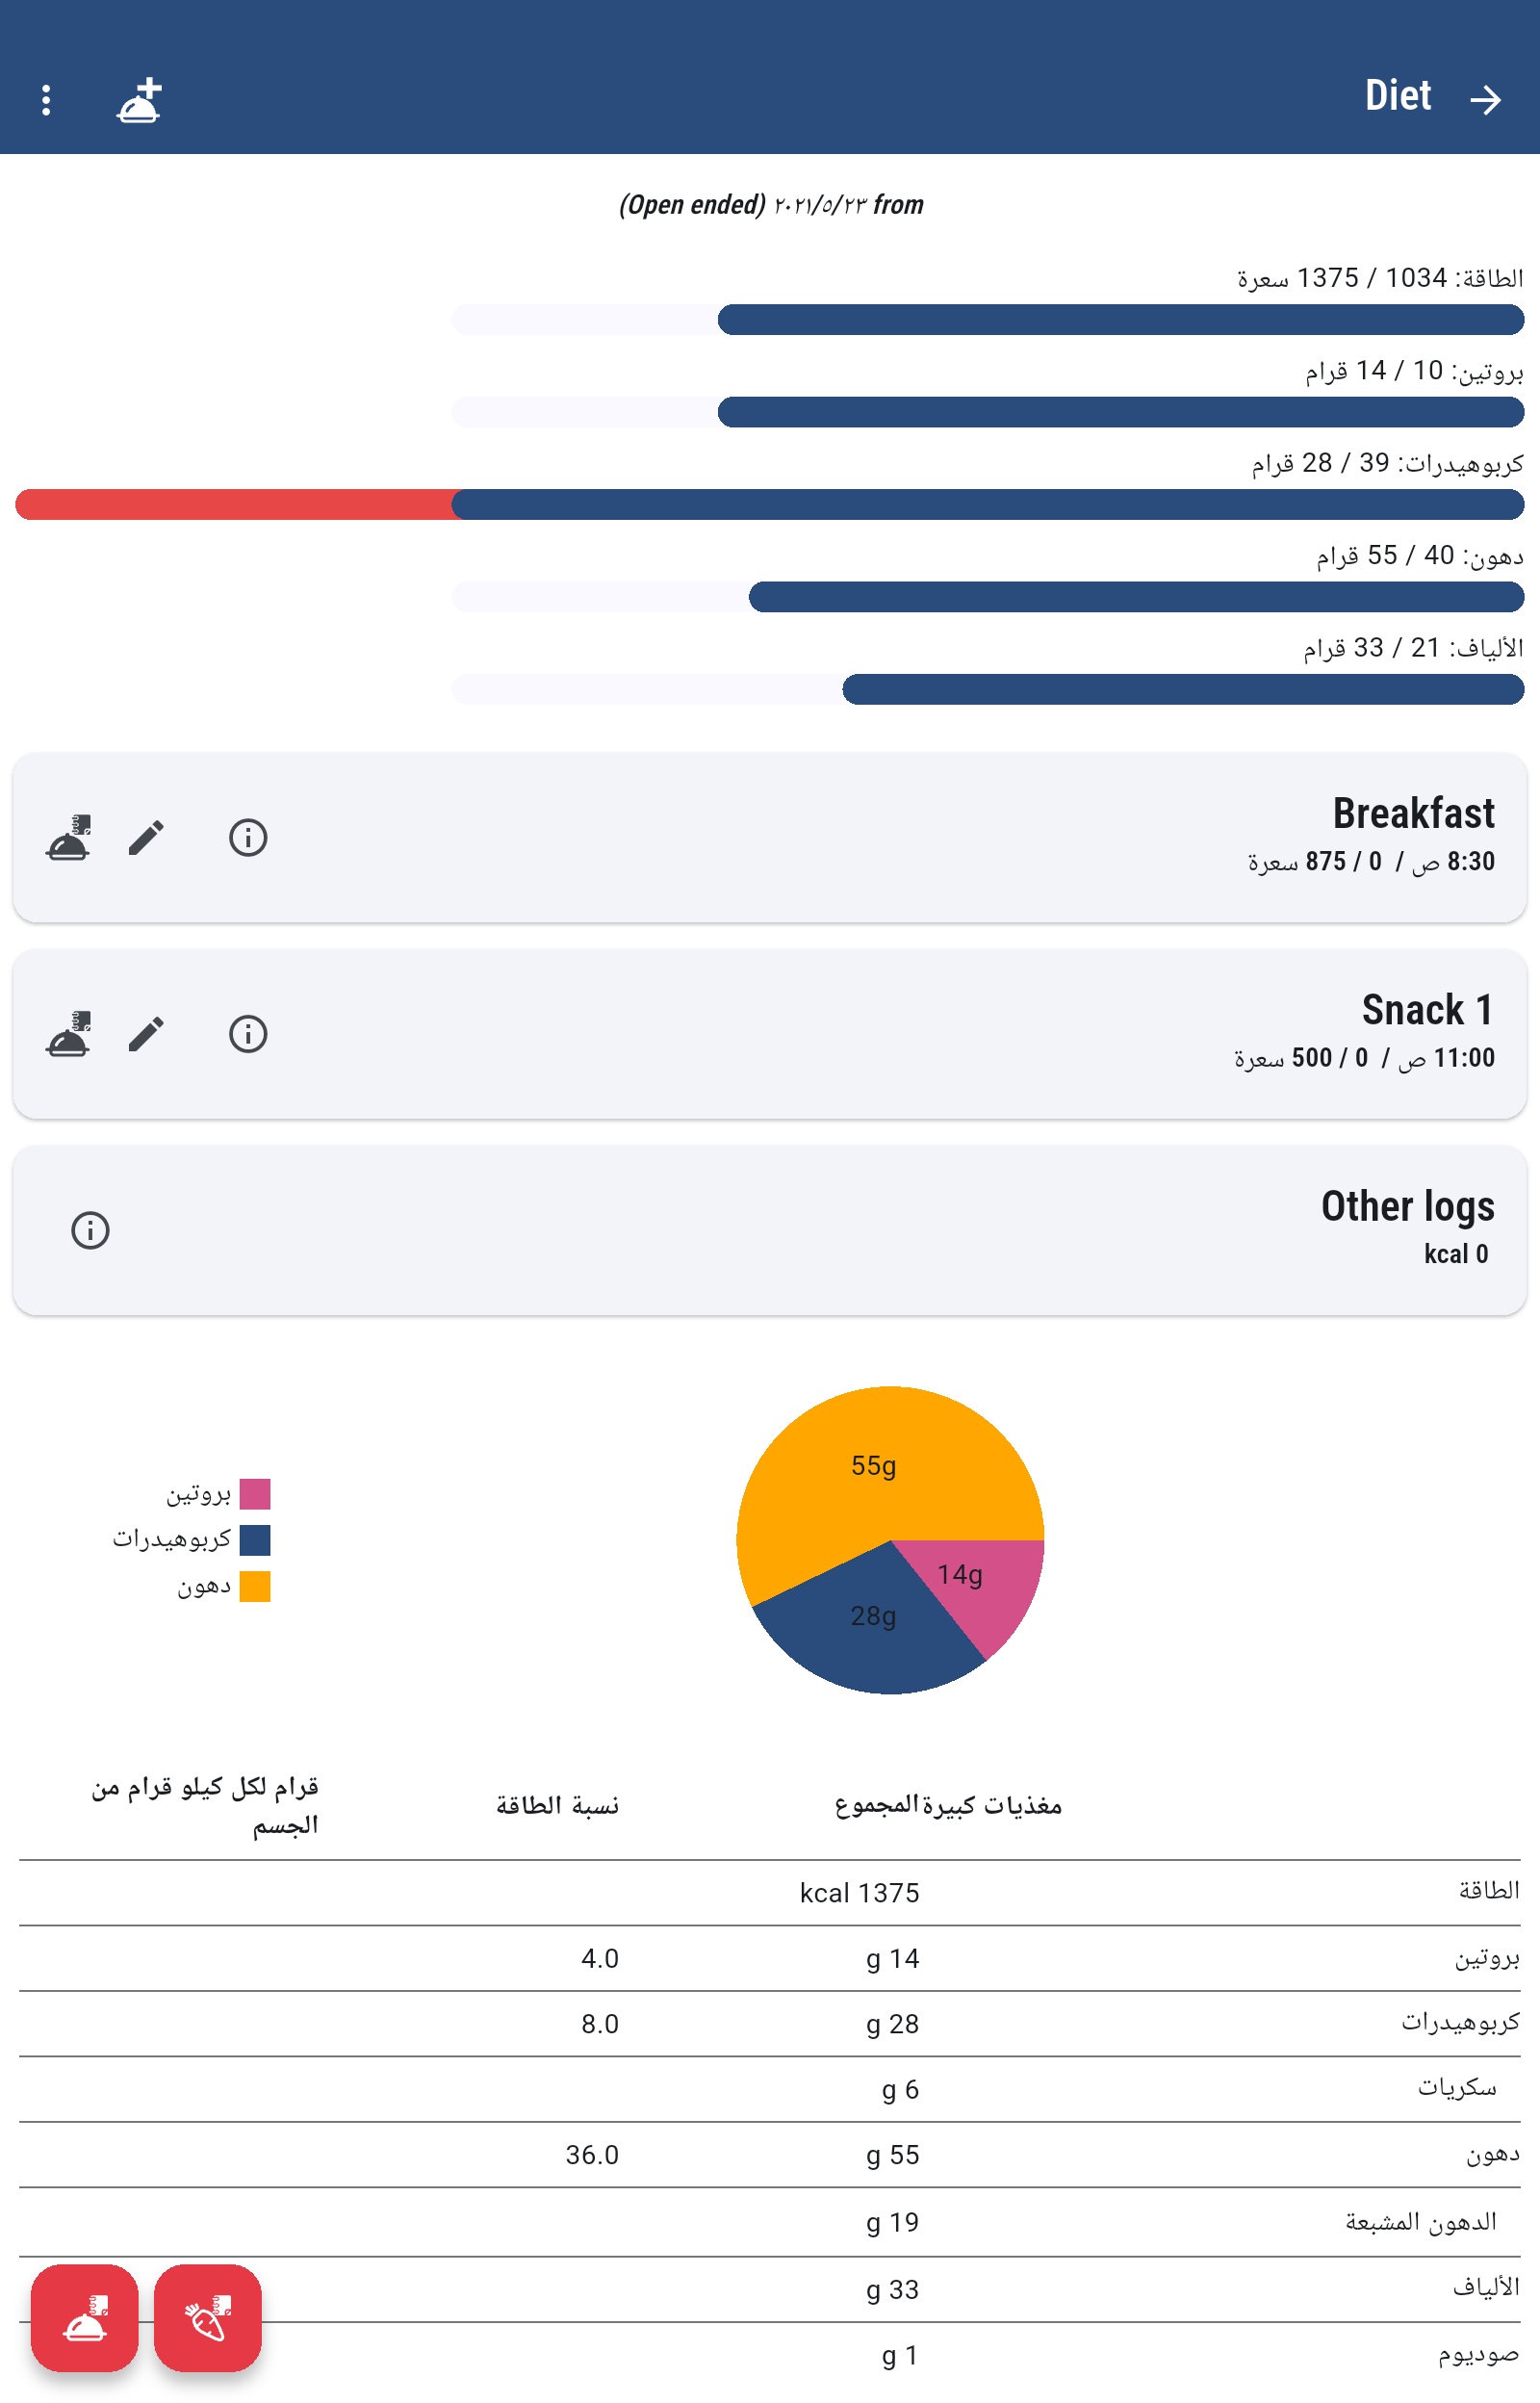 Diet
(Open ended) ٢٠٢١/٥/٢٣ from
الطاقة: 1034 / 1375 سعرة
بروتين: 10 / 14 قرام
كربوهيدرات: 39 / 28 قرام
دهون: 40 / 55 قرام
الألياف: 21 / 33 قرام
Breakfast
8:30 ص / 0 / 875 سعرة
Snack 1
11:00 ص / 0 / 500 سعرة
Other logs
kcal 0
55g
14g
28g
بروتين
كربوهيدرات
دهون
مغذيات كبيرة المجموع نسبة الطاقة قرام لكل كيلو قرام من
الجسم
الطاقة kcal 1375
بروتين g 14 4.0
كربوهيدرات g 28 8.0
سكريات g 6
دهون g 55 36.0
الدهون المشبعة g 19
الألياف g 33
صوديوم g 1